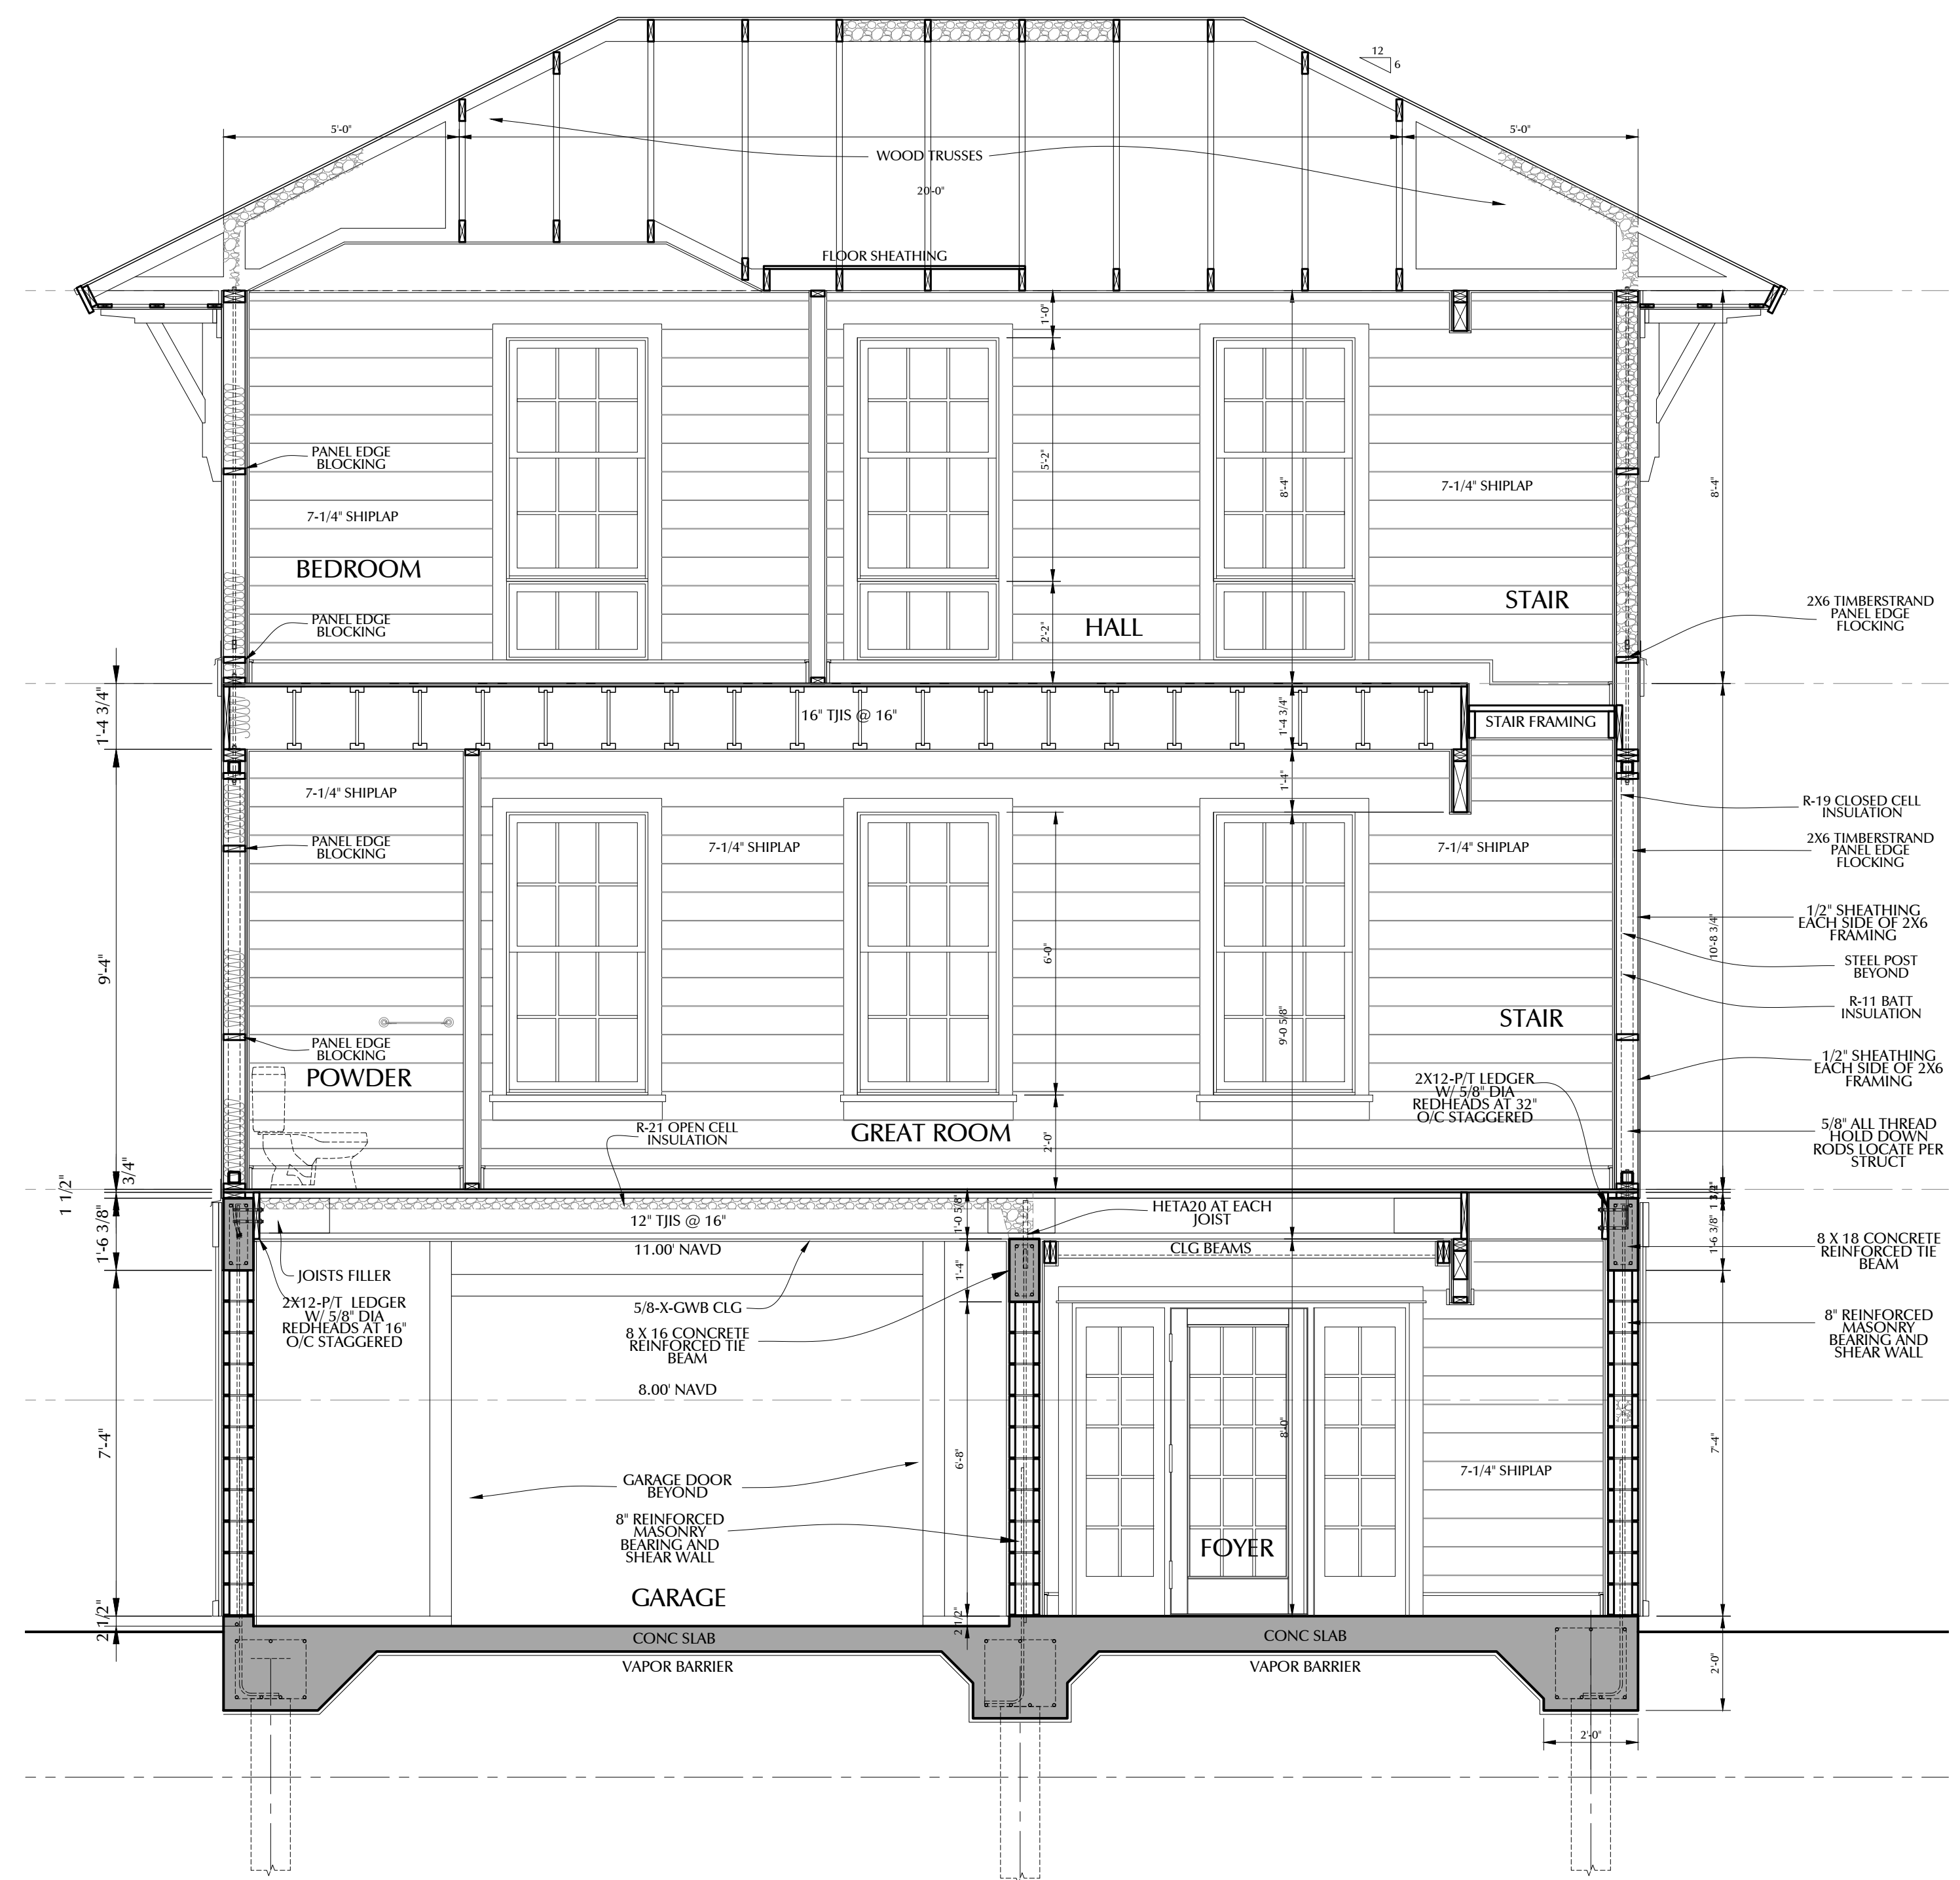 12
6
5'-0"
5'-0"
WOOD TRUSSES
20'-0"
FLOOR SHEATHING
1'-0"
PANEL EDGE
BLOCKING
5'-2"
8'-4"
7-1/4" SHIPLAP
8'-4"
7-1/4" SHIPLAP
BEDROOM
STAIR
2X6 TIMBERSTRAND
PANEL EDGE
FLOCKING
PANEL EDGE
BLOCKING
2'-2"
HALL
1'-4 3/4"
16" TJIS @ 16"
1'-4 3/4"
STAIR FRAMING
1'-4"
7-1/4" SHIPLAP
R-19 CLOSED CELL
INSULATION
PANEL EDGE
BLOCKING
7-1/4" SHIPLAP
7-1/4" SHIPLAP
2X6 TIMBERSTRAND
PANEL EDGE
FLOCKING
1/2" SHEATHING
EACH SIDE OF 2X6
FRAMING
9'-4"
6'-0"
10'-8 3/4"
STEEL POST
BEYOND
R-11 BATT
INSULATION
9'-0 5/8"
STAIR
PANEL EDGE
BLOCKING
1/2" SHEATHING
EACH SIDE OF 2X6
FRAMING
POWDER
2X12-P/T LEDGER
W/ 5/8" DIA
REDHEADS AT 32"
O/C STAGGERED
R-21 OPEN CELL
INSULATION
GREAT ROOM
2'-0"
5/8" ALL THREAD
HOLD DOWN
RODS LOCATE PER
STRUCT
3/4"
1 1/2"
1'-6 3/8"
12" TJIS @ 16"
1'-0 5/8"
HETA20 AT EACH
JOIST
1'-6 3/8"
11.00' NAVD
CLG BEAMS
8 X 18 CONCRETE
REINFORCED TIE
BEAM
JOISTS FILLER
1'-4"
2X12-P/T LEDGER
W/ 5/8" DIA
REDHEADS AT 16"
O/C STAGGERED
5/8-X-GWB CLG
8 X 16 CONCRETE
REINFORCED TIE
BEAM
8" REINFORCED
MASONRY
BEARING AND
SHEAR WALL
8.00' NAVD
7'-4"
6'-8"
8'-0"
7'-4"
7-1/4" SHIPLAP
GARAGE DOOR
BEYOND
8" REINFORCED
MASONRY
BEARING AND
SHEAR WALL
FOYER
GARAGE
2 1/2"
2 1/2"
CONC SLAB
CONC SLAB
VAPOR BARRIER
VAPOR BARRIER
2'-0"
2'-0"